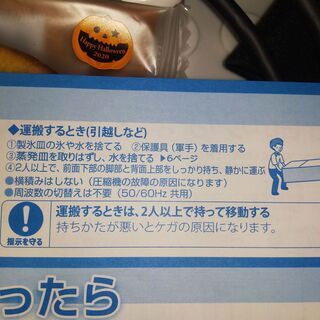 Happy Halloween
2020
◆運搬するとき(引越しなど)
①製氷皿の氷や水を捨てる ②保護具(軍手)を着用する
③蒸発皿を取りはずし、水を捨てる ▶6ページ
④2人以上で、前面下部の脚部と背面上部をしっかり持ち、静かに運ぶ
●横積みはしない(圧縮機の故障の原因になります)
●周波数の切替えは不要(50/60Hz 共用)
運搬するときは、2人以上で持って移動する
持ちかたが悪いとケガの原因になります。
指示を守る
ったら